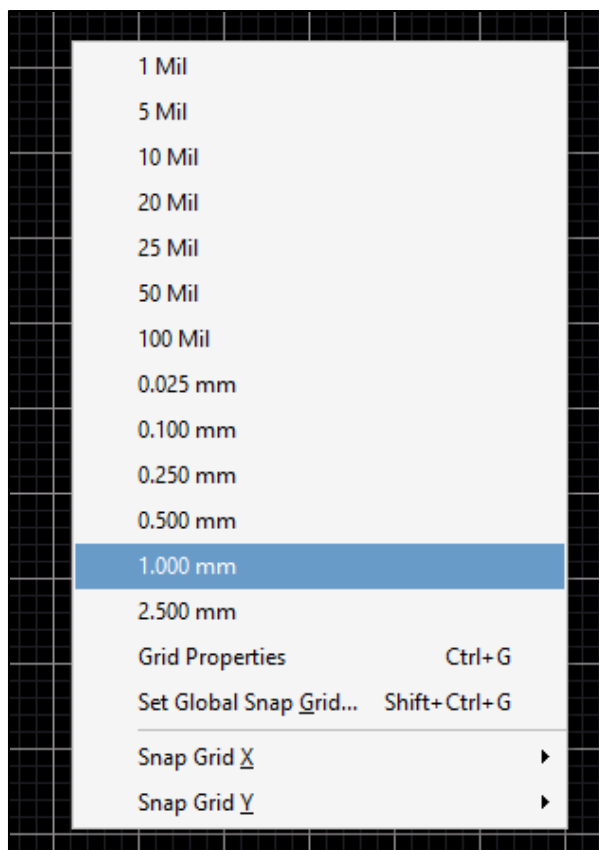 1 Mil
5 Mil
10 Mil
20 Mil
25 Mil
50 Mil
100 Mil
0.025 mm
0.100 mm
0.250 mm
0.500 mm
1.000 mm
2.500 mm
Grid Properties Ctrl+G
Set Global Snap Grid... Shift+Ctrl+G
Snap Grid X
Snap Grid Y